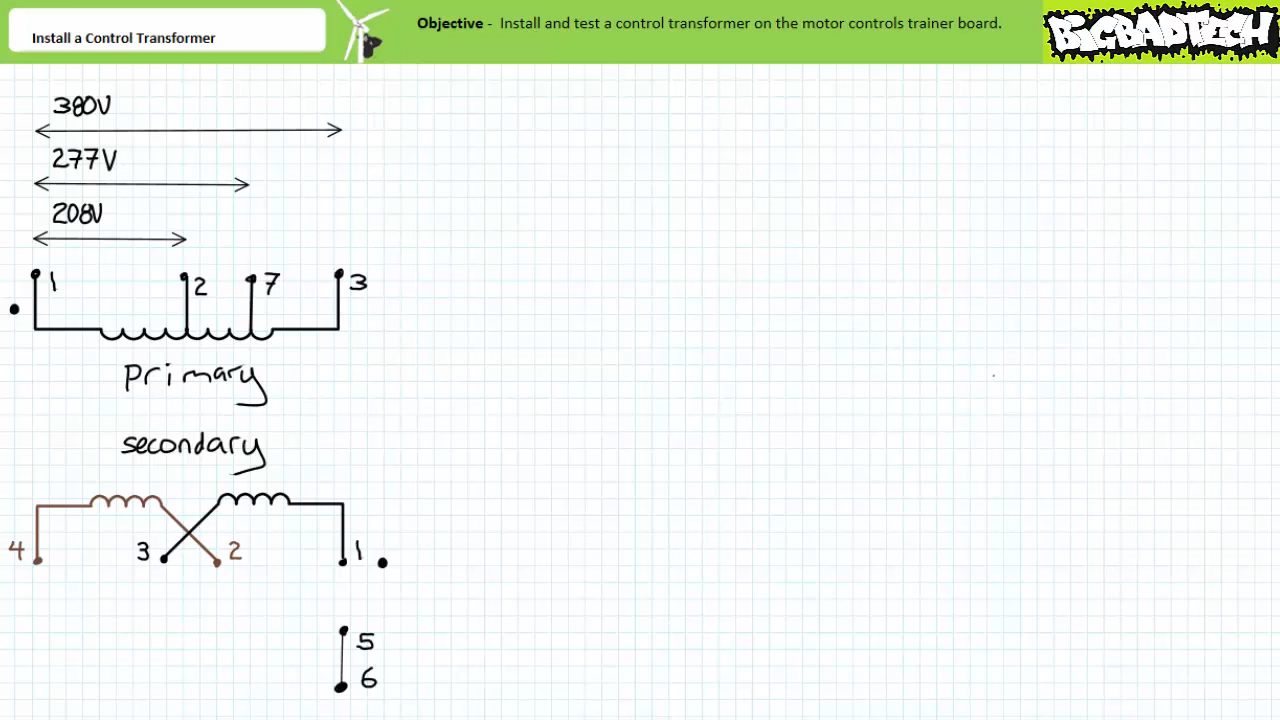 Install a Control Transformer
Objective - Install and test a control transformer on the motor controls trainer board.
BIGBADTECH
380V
277V
208V
1 2 7 3
Primary
secondary
4 3 2 1
5
6